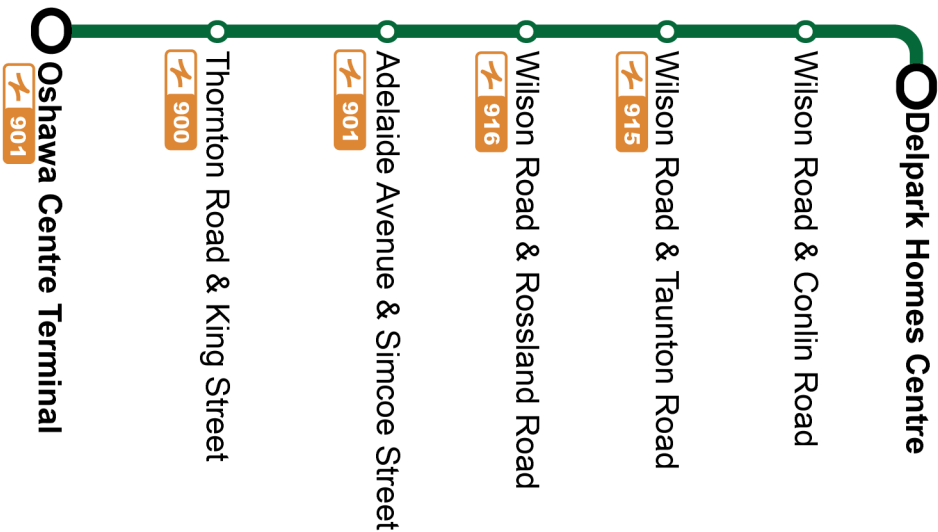 Oshawa Centre Terminal
901
Thornton Road & King Street
900
Adelaide Avenue & Simcoe Street
901
Wilson Road & Rossland Road
916
Wilson Road & Taunton Road
915
Wilson Road & Conlin Road
Delpark Homes Centre